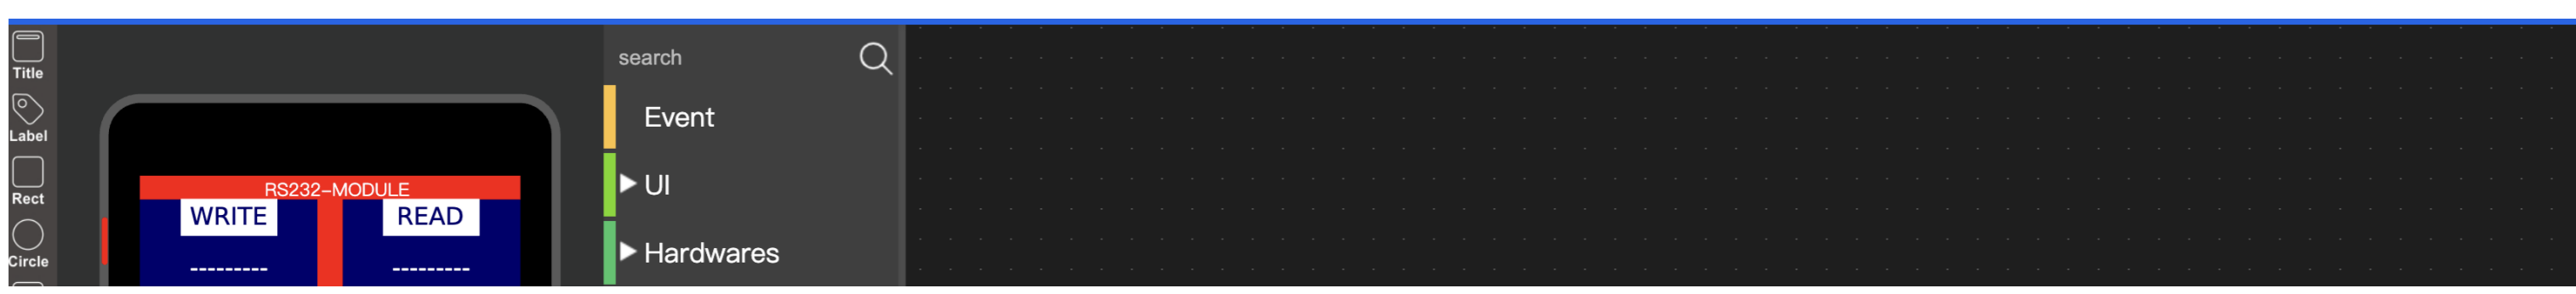 Title
Label
Rect
Circle
RS232-MODULE
WRITE
READ
---------
---------
search
Event
UI
Hardwares